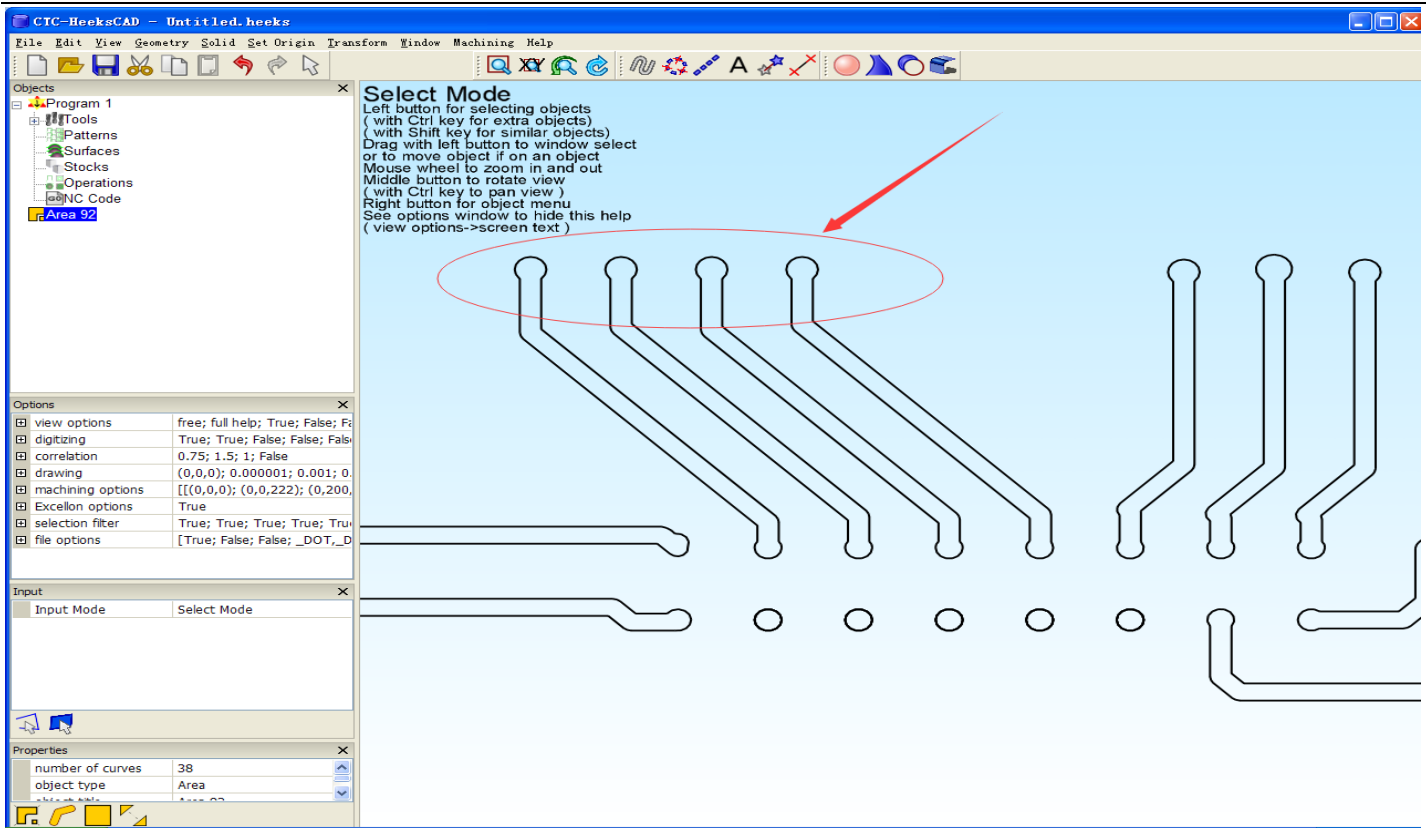 CTC-HeeksCAD - Untitled.heeks
File Edit View Geometry Solid Set Origin Transform Window Machining Help
Objects
Program 1
Tools
Patterns
Surfaces
Stocks
Operations
NC Code
Area 92
Select Mode
Left button for selecting objects
( with Ctrl key for extra objects)
( with Shift key for similar objects)
Drag with left button to window select
or to move object if on an object
Mouse wheel to zoom in and out
Middle button to rotate view
( with Ctrl key to pan view )
Right button for object menu
See options window to hide this help
( view options->screen text )
Options
view options free; full help; True; False; Fa
digitizing True; True; False; False; Fals
correlation 0.75; 1.5; 1; False
drawing (0,0,0); 0.000001; 0.001; 0.
machining options [[(0,0,0); (0,0,222); (0,200,
Excellon options True
selection filter True; True; True; True; Tru
file options [True; False; False; _DOT,_D
Input
Input Mode Select Mode
Properties
number of curves 38
object type Area